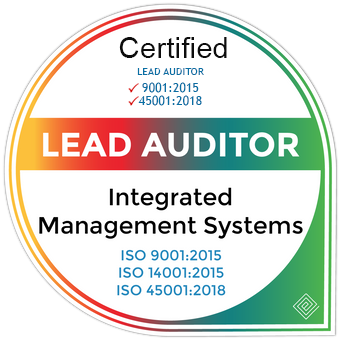 Certified
LEAD AUDITOR
✓ 9001:2015
✓ 45001:2018
LEAD AUDITOR
Integrated
Management Systems
ISO 9001:2015
ISO 14001:2015
ISO 45001:2018